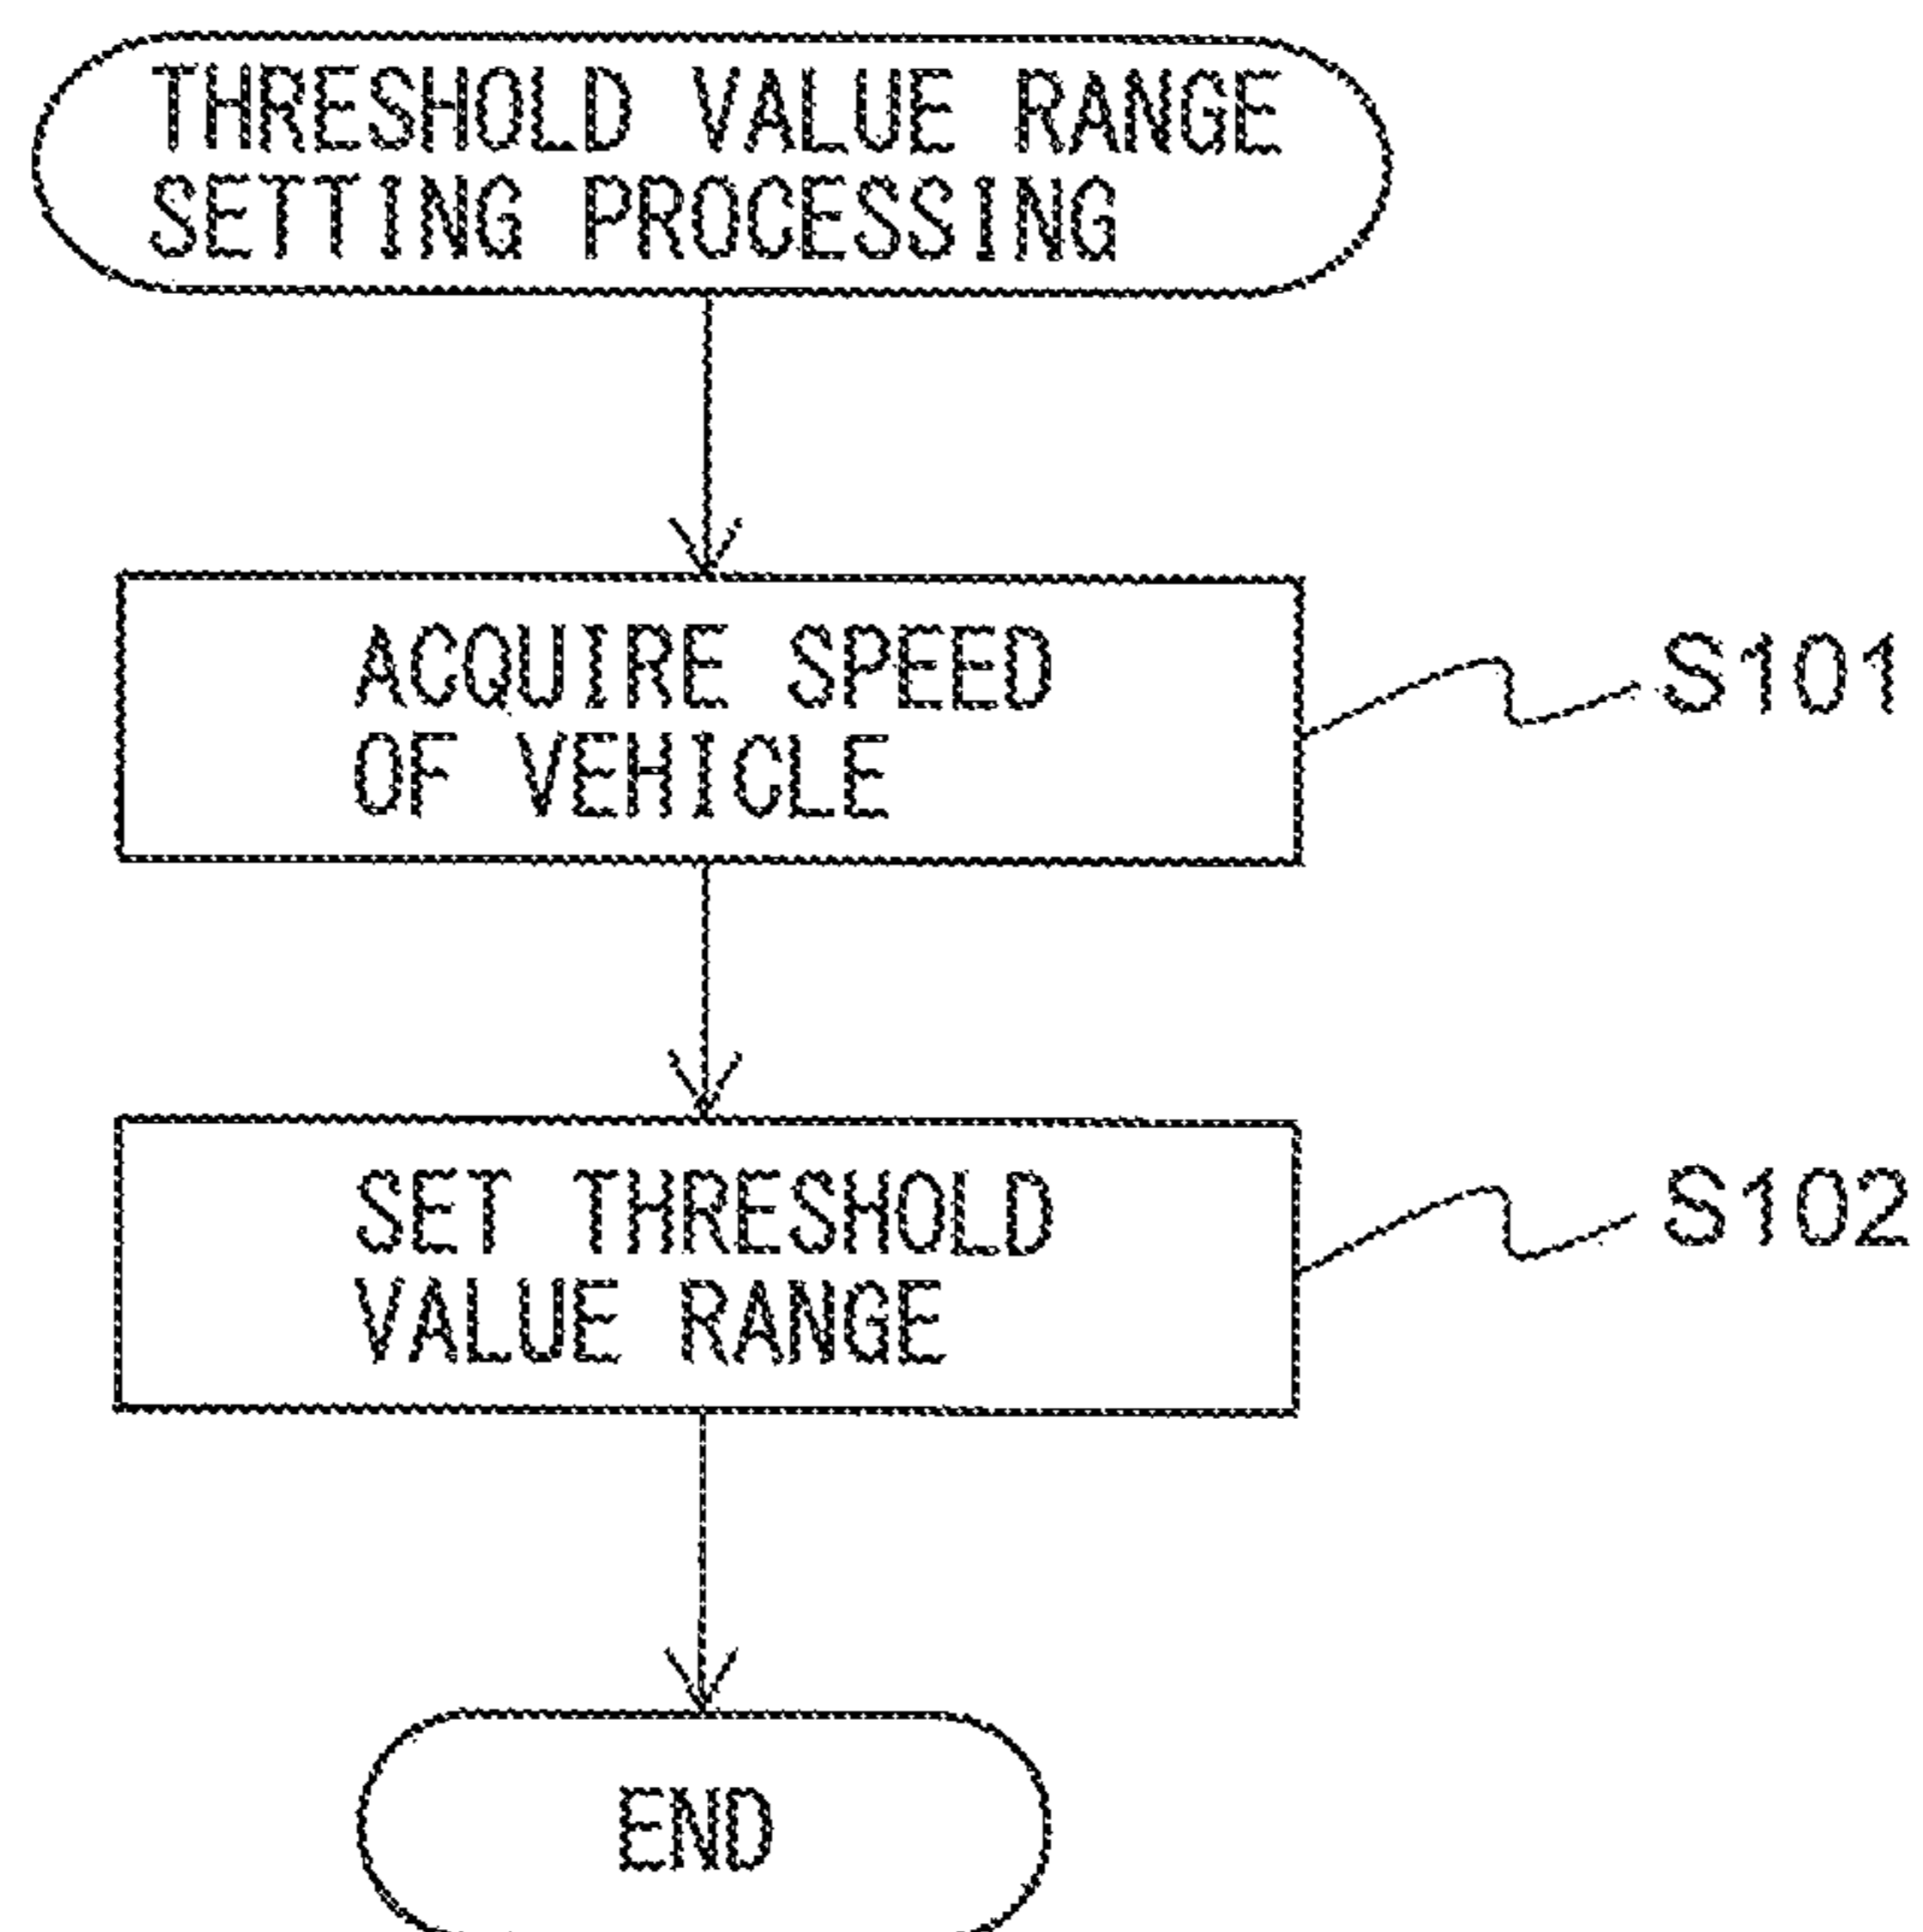 THRESHOLD VALUE RANGE
SETTING PROCESSING
ACQUIRE SPEED
OF VEHICLE
S101
SET THRESHOLD
VALUE RANGE
S102
END